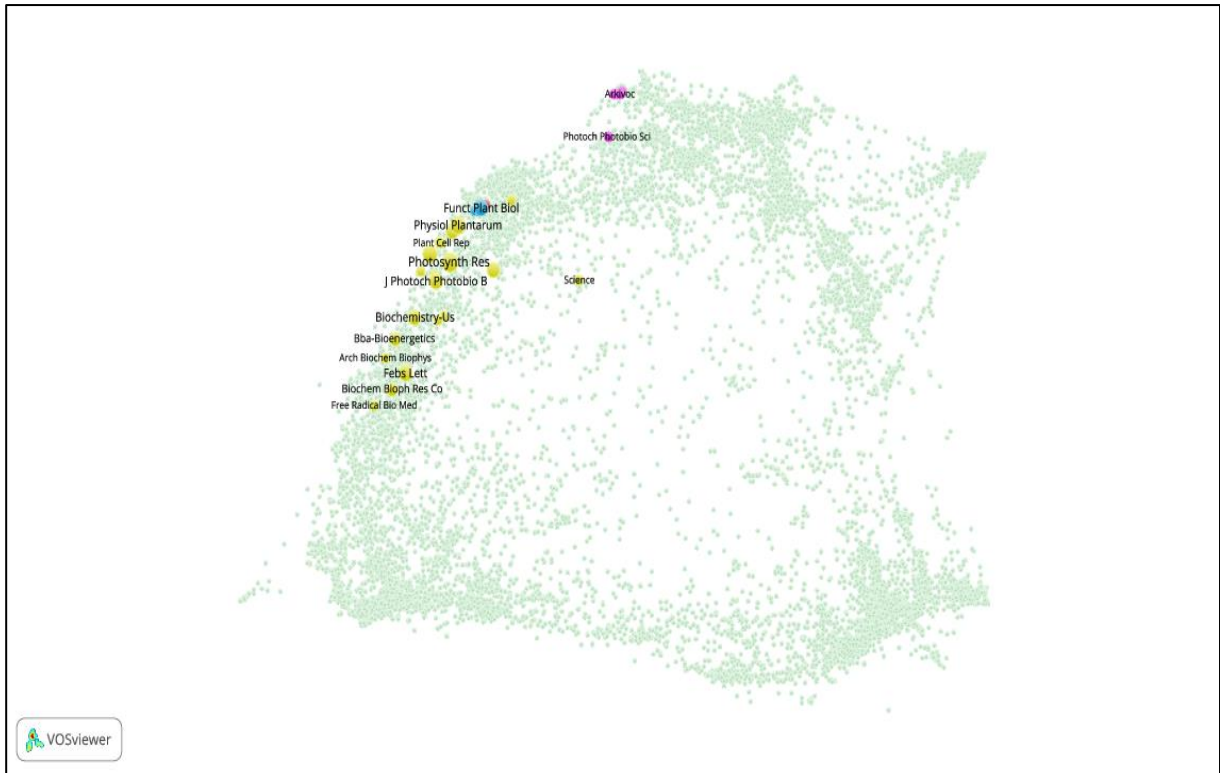 Arkivoc
Photoch Photobio Sci
Funct Plant Biol
Physiol Plantarum
Plant Cell Rep
Photosynth Res
Science
J Photoch Photobio B
Biochemistry-Us
Bba-Bioenergetics
Arch Biochem Biophys
Febs Lett
Biochem Bioph Res Co
Free Radical Bio Med
VOSviewer